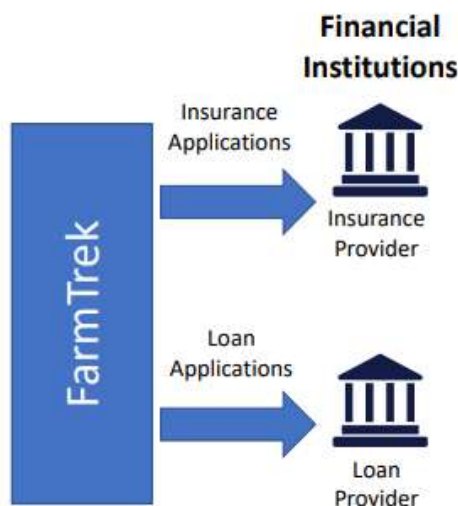 Financial
Institutions
Insurance
Applications
Insurance
Provider
FarmTrek
Loan
Applications
Loan
Provider